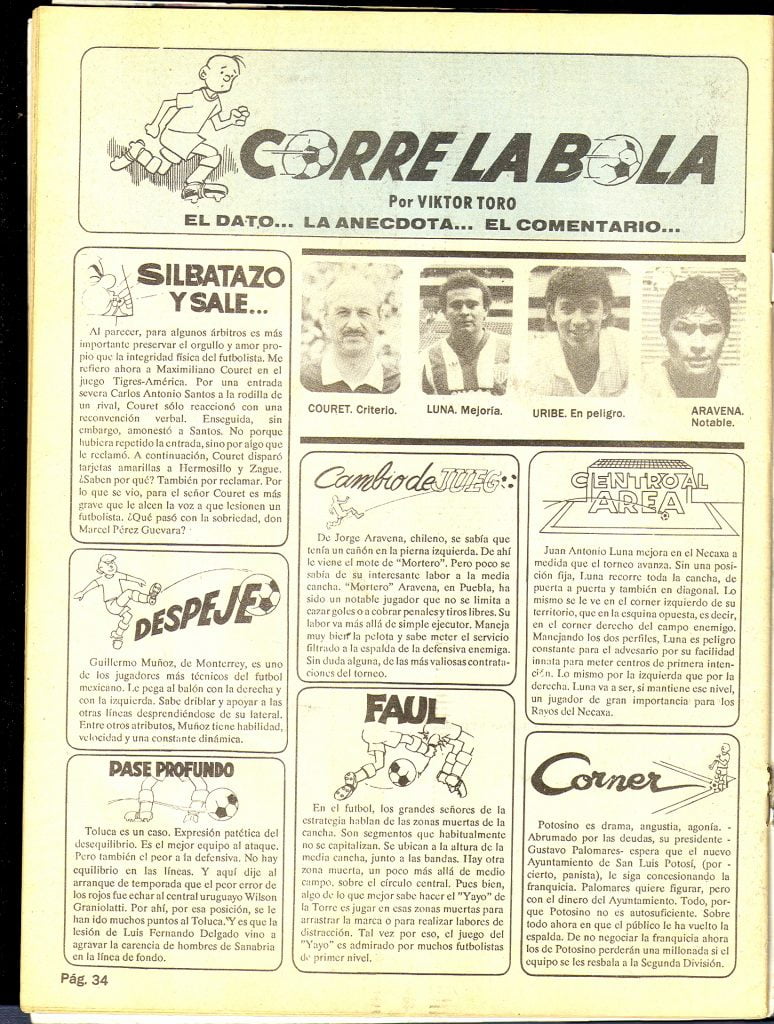 CORRE LA BOLA
Por VIKTOR TORO
EL DATO... LA ANECDOTA... EL COMENTARIO...
SILBATAZO
Y SALE...
Al parecer, para algunos árbitros es más
importante preservar el orgullo y amor pro-
pio que la integridad física del futbolista. Me
refiero ahora a Maximiliano Couret en el
juego Tigres-América. Por una entrada
severa Carlos Antonio Santos a la rodilla de
un rival, Couret sólo reaccionó con una
reconvención verbal. Enseguida, sin
embargo, amonestó a Santos. No porque
hubiera repetido la entrada, sino por algo que
le reclamó. A continuación, Couret disparó
tarjetas amarillas a Hermosillo y Zague.
¿Saben por qué? También por reclamar. Por
lo que se vio, para el señor Couret es más
grave que le alcen la voz a que lesionen un
futbolista. ¿Qué pasó con la sobriedad, don
Marcel Pérez Guevara?
COURET. Criterio.
LUNA. Mejoría.
URIBE. En peligro.
ARAVENA.
Notable.
DESPEJE
Guillermo Muñoz, de Monterrey, es uno
de los jugadores más técnicos del futbol
mexicano. Le pega al balón con la derecha y
con la izquierda. Sabe driblar y apoyar a las
otras líneas desprendiéndose de su lateral.
Entre otros atributos, Muñoz tiene habilidad,
velocidad y una constante dinámica.
PASE PROFUNDO
Toluca es un caso. Expresión patética del
desequilibrio. Es el mejor equipo al ataque.
Pero también el peor a la defensiva. No hay
equilibrio en las líneas. Y aquí dije al
arranque de temporada que el peor error de
los rojos fue echar al central uruguayo Wilson
Graniolatti. Por ahí, por esa posición, se le
han ido muchos puntos al Toluca. Y es que la
lesión de Luis Fernando Delgado vino a
agravar la carencia de hombres de Sanabria
en la línea de fondo.
Cambio de JUEGO
De Jorge Aravena, chileno, se sabía que
tenía un cañón en la pierna izquierda. De ahí
le viene el mote de "Mortero". Pero poco se
sabía de su interesante labor a la media
cancha. "Mortero" Aravena, en Puebla, ha
sido un notable jugador que no se limita a
cazar goles o a cobrar penales y tiros libres. Su
labor va más allá de simple ejecutor. Maneja
muy bien la pelota y sabe meter el servicio
filtrado a la espalda de la defensiva enemiga.
Sin duda alguna, de las más valiosas contrata-
ciones del torneo.
FAUL
En el futbol, los grandes señores de la
estrategia hablan de las zonas muertas de la
cancha. Son segmentos que habitualmente
no se capitalizan. Se ubican a la altura de la
media cancha, junto a las bandas. Hay otra
zona muerta, un poco más allá de medio
campo, sobre el círculo central. Pues bien,
algo de lo que mejor sabe hacer el "Yayo" de
la Torre es jugar en esas zonas muertas para
arrastrar la marca o para realizar labores de
distracción. Tal vez por eso, el juego del
"Yayo" es admirado por muchos futbolistas
de primer nivel.
CENTRO AL
AREA
Juan Antonio Luna mejora en el Necaxa a
medida que el torneo avanza. Sin una posi-
ción fija, Luna recorre toda la cancha, de
puerta a puerta y también en diagonal. Lo
mismo se le ve en el corner izquierdo de su
territorio, que en la esquina opuesta, es decir,
en el corner derecho del campo enemigo.
Manejando los dos perfiles, Luna es peligro
constante para el advesario por su facilidad
innata para meter centros de primera inten-
ción. Lo mismo por la izquierda que por la
derecha. Luna va a ser, si mantiene ese nivel,
un jugador de gran importancia para los
Rayos del Necaxa.
Corner
Potosino es drama, angustia, agonía. -
Abrumado por las deudas, su presidente -
Gustavo Palomares- espera que el nuevo
Ayuntamiento de San Luis Potosí, (por -
cierto, panista), le siga concesionando la
franquicia. Palomares quiere figurar, pero
con el dinero del Ayuntamiento. Todo, por-
que Potosino no es autosuficiente. Sobre
todo ahora en que el público le ha vuelto la
espalda. De no negociar la franquicia ahora
los de Potosino perderán una millonada si el
equipo se les resbala a la Segunda División.
Pág. 34